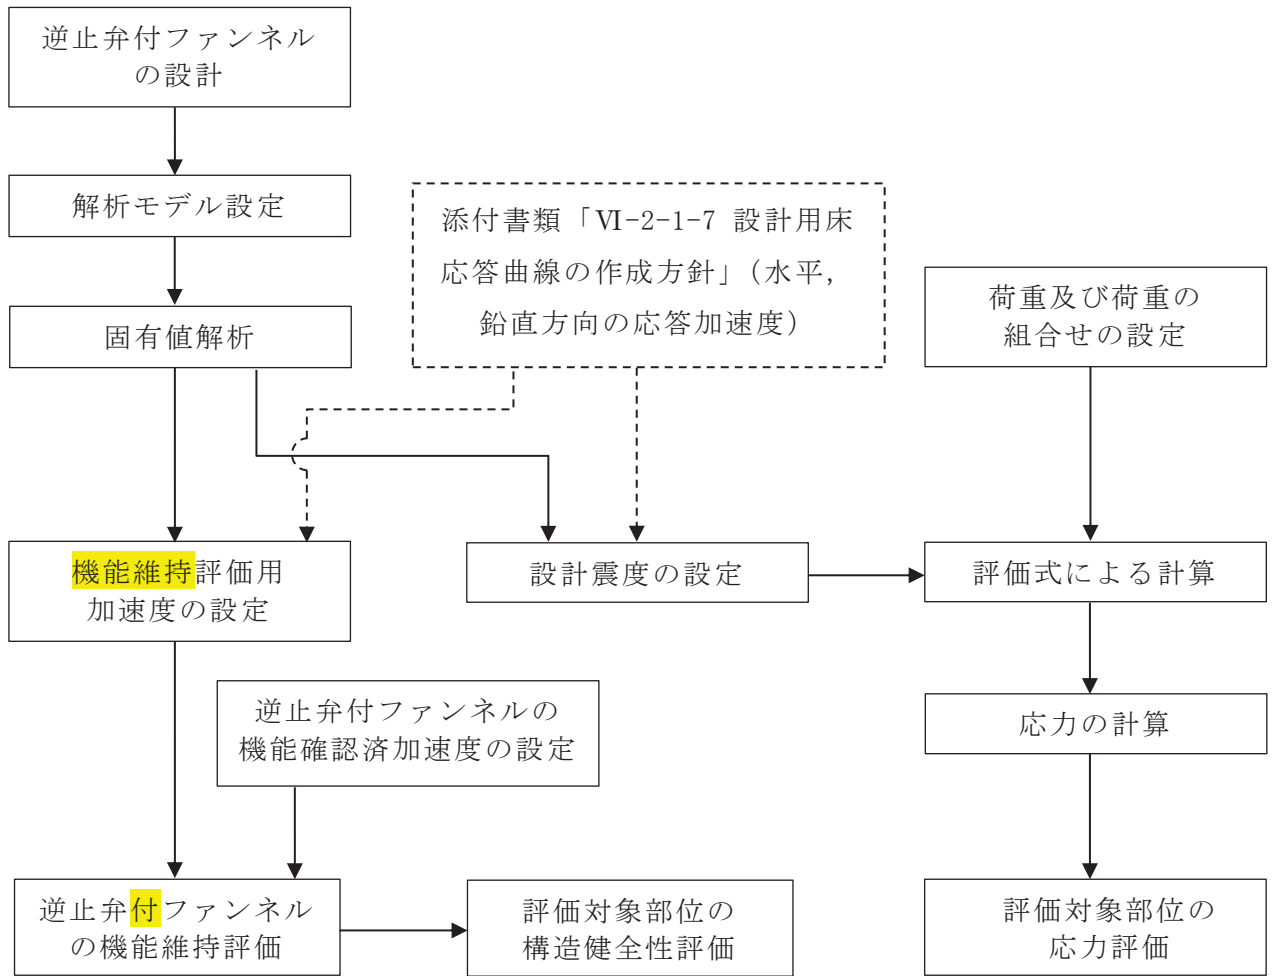 逆止弁付ファンネル
の設計
解析モデル設定
添付書類「Ⅵ-2-1-7 設計用床
応答曲線の作成方針」（水平，
鉛直方向の応答加速度）
荷重及び荷重の
組合せの設定
固有値解析
機能維持評価用
加速度の設定
設計震度の設定
評価式による計算
逆止弁付ファンネルの
機能確認済加速度の設定
応力の計算
逆止弁付ファンネル
の機能維持評価
評価対象部位の
構造健全性評価
評価対象部位の
応力評価